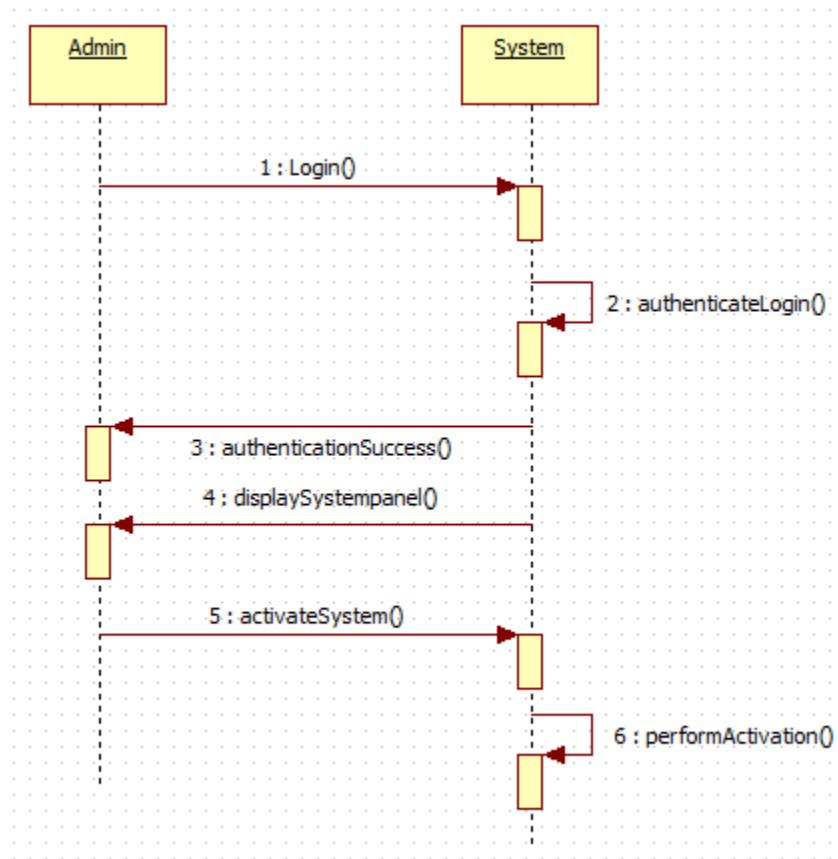 Admin
System
1 : Login()
2 : authenticateLogin()
3 : authenticationSuccess()
4 : displaySystempanel()
5 : activateSystem()
6 : performActivation()